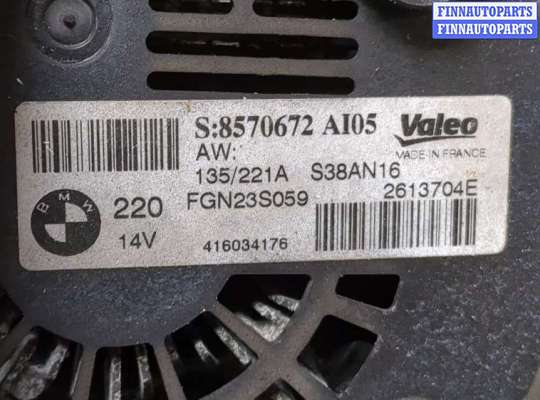 FINNAUTOPARTS
FINNAUTOPARTS
S:8570672 AI05 Valeo
AW: MADE IN FRANCE
135/221A S38AN16
BMW 220 FGN23S059 2613704E
14V 416034176